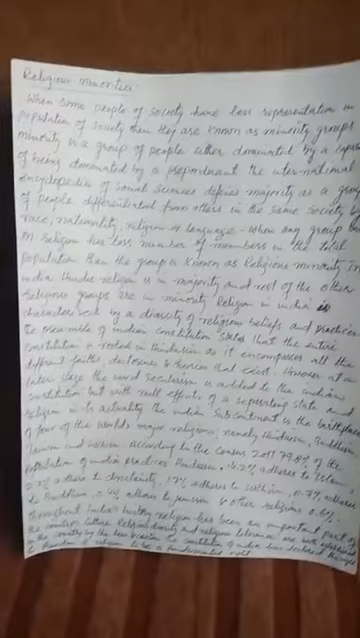 Religious minorities
When some people of society have less representation in
population of society then they are known as minority groups
minority is a group of people either dominated by a
of being dominated by a preponduant the international
encyclopedia of social sciences defines majority as a group
of people differentiated from others in the same society by
race, nationality, religion or language. When any group
on religion has less number of members in the total
population then the group is known as Religious minority In
india Hindu religion is in majority and rest of the other
Religious groups are in minority Religion in india is
characterised by a diversity of religious beliefs and practices
the preamble of indian constitution states that the entire
constitution is rooted in Hinduism as it encompasses all the
different faiths that exist. However at a
later stage the word secularism is added to the indian
constitution but with null effects of a separating state and
religion in its actuality the indian subcontinent is the birthplace
of four of the worlds major religions, namely Hinduism, Buddhism
Jainism and sikhism according to the census 2011 79.8% of the
population of india practices Hinduism. 14.2% adheres to Islam
2.3% adhere to christianity, adheres to sikhism, 0.7% adheres
to Buddhism, 0.4% adheres to jainism & other religions 0.6%.
Throughout India's history religion has been an important part of
the country culture Religious diversity and religious tolerance are both established
in the country by the law the constitution of india has declared the right
to freedom of religion to be a fundamental right